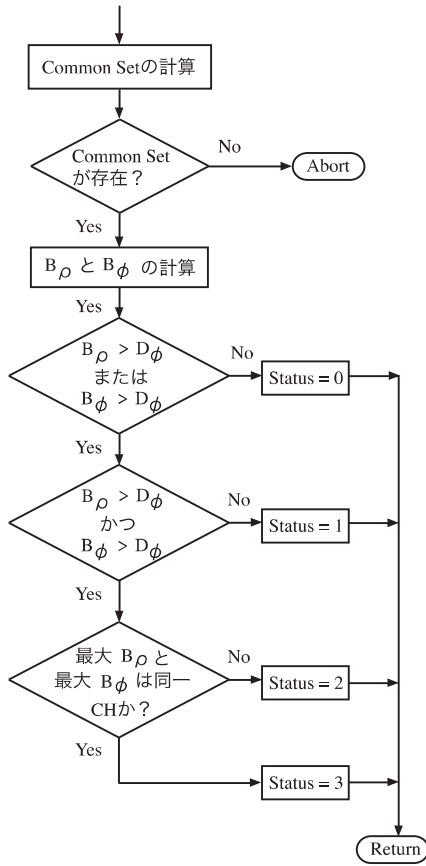 Common Setの計算
Common Set
が存在？
No
Abort
Yes
Bρ と Bϕ の計算
Yes
Bρ > Dϕ
または
Bϕ > Dϕ
No
Status = 0
Yes
Bρ > Dϕ
かつ
Bϕ > Dϕ
No
Status = 1
Yes
最大 Bρ と
最大 Bϕ は同一
CHか？
No
Status = 2
Yes
Status = 3
Return